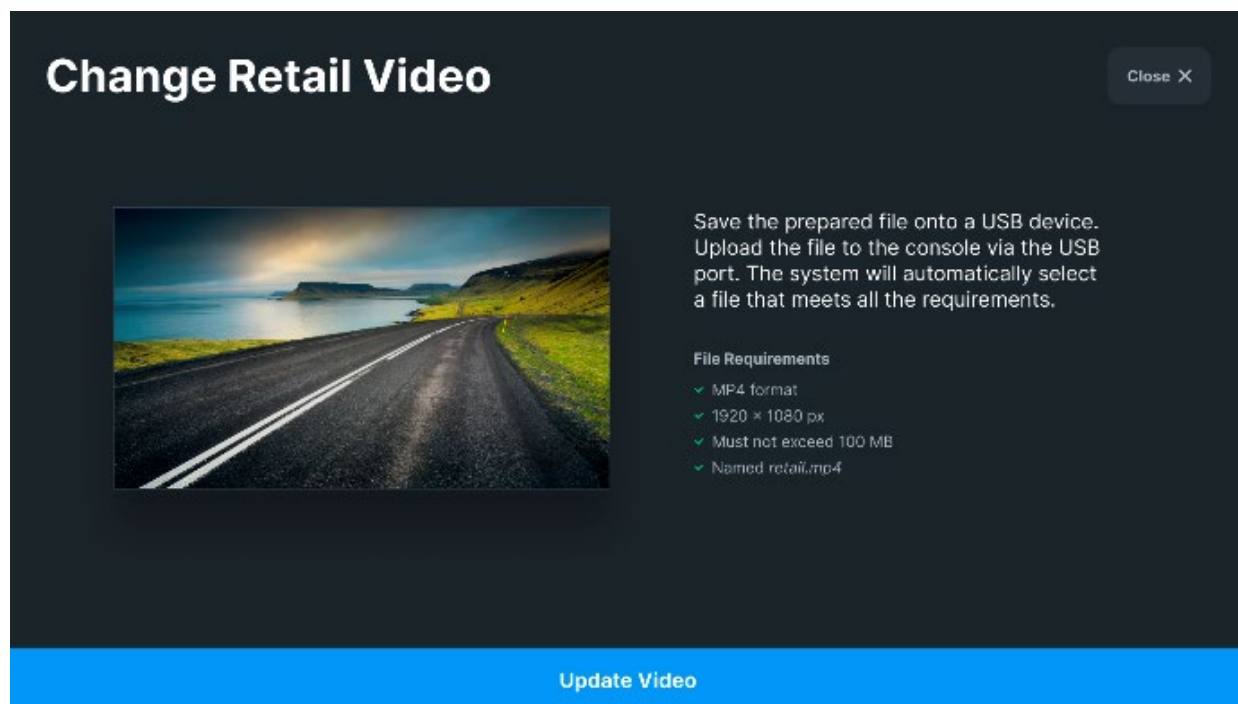 Change Retail Video
Close ×
Save the prepared file onto a USB device.
Upload the file to the console via the USB
port. The system will automatically select
a file that meets all the requirements.
File Requirements
✓ MP4 format
✓ 1920 × 1080 px
✓ Must not exceed 100 MB
✓ Named retail.mp4
Update Video